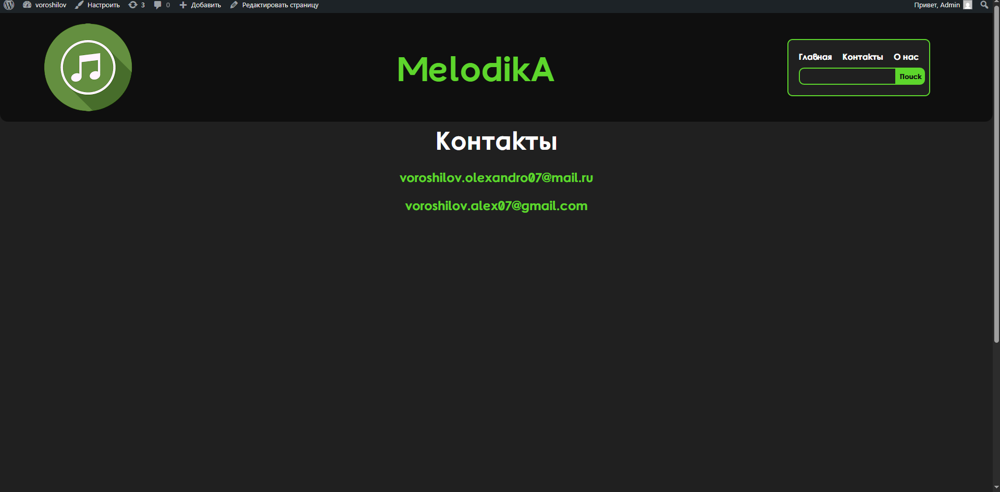 voroshilov Настроить 3 0 Добавить Редактировать страницу Привет, Admin
MelodikA
Главная Контакты О нас
Поиск
Контакты
voroshilov.olexandro07@mail.ru
voroshilov.alex07@gmail.com